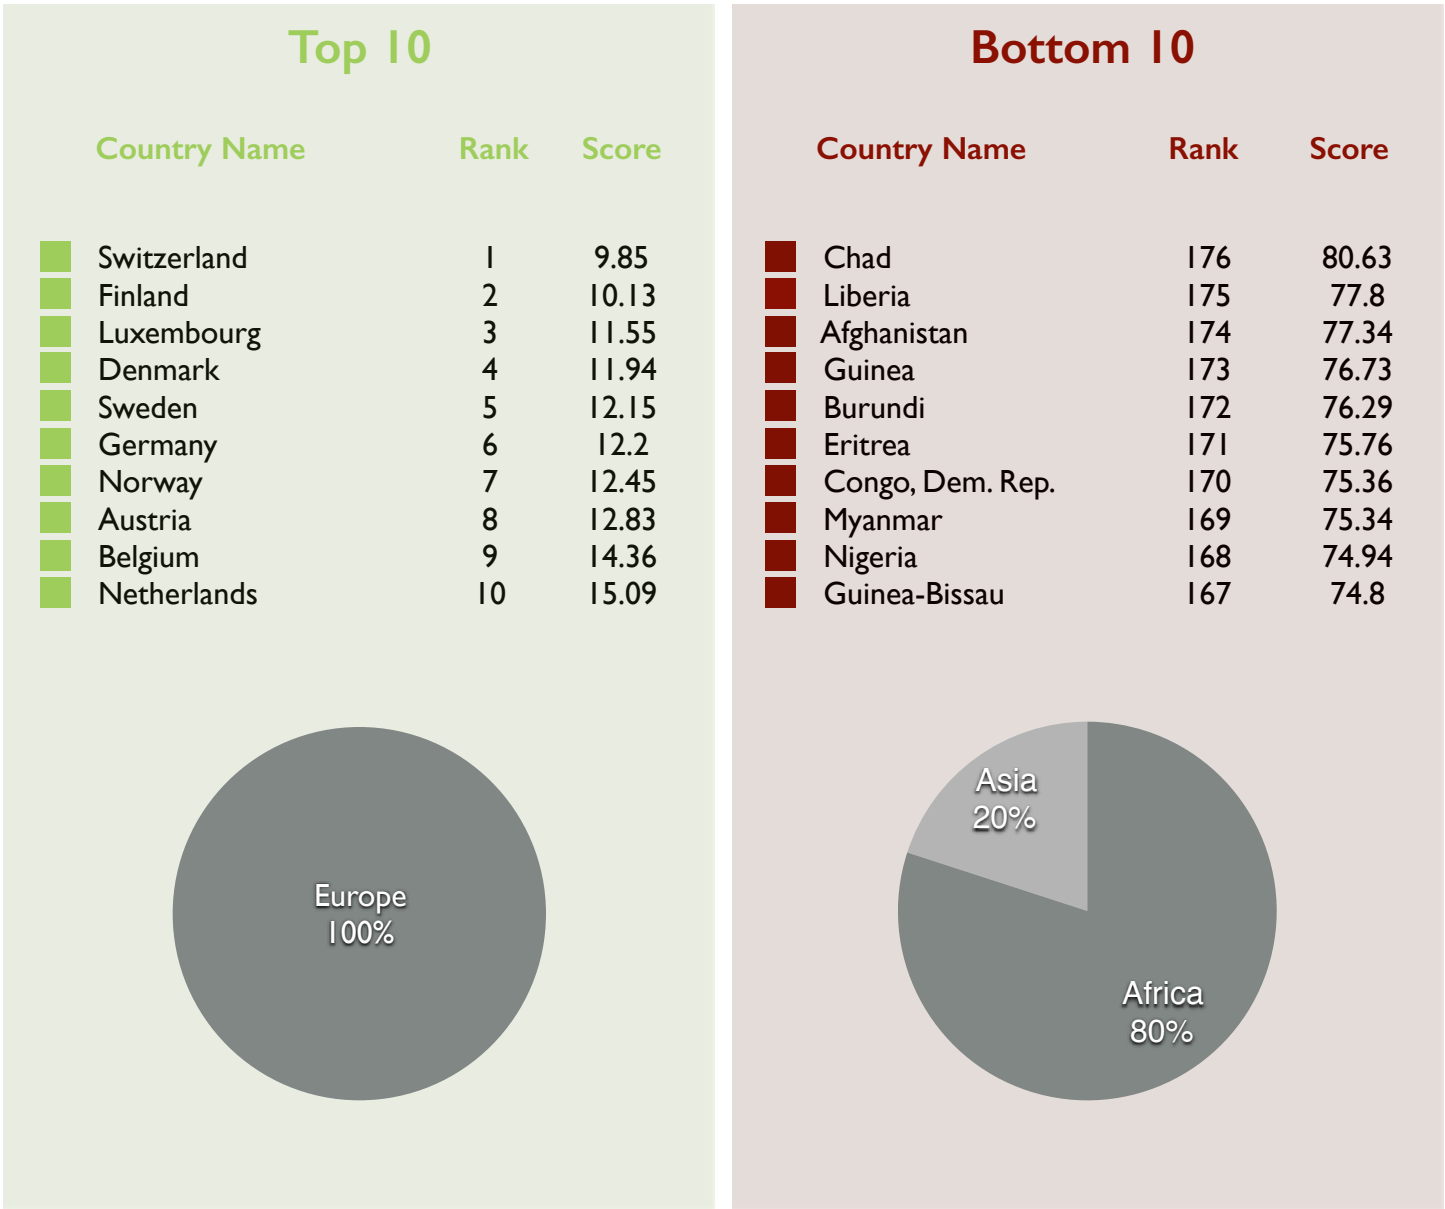 Top 10
Country Name Rank Score
Switzerland 1 9.85
Finland 2 10.13
Luxembourg 3 11.55
Denmark 4 11.94
Sweden 5 12.15
Germany 6 12.2
Norway 7 12.45
Austria 8 12.83
Belgium 9 14.36
Netherlands 10 15.09
Europe
100%
Bottom 10
Country Name Rank Score
Chad 176 80.63
Liberia 175 77.8
Afghanistan 174 77.34
Guinea 173 76.73
Burundi 172 76.29
Eritrea 171 75.76
Congo, Dem. Rep. 170 75.36
Myanmar 169 75.34
Nigeria 168 74.94
Guinea-Bissau 167 74.8
Asia
20%
Africa
80%